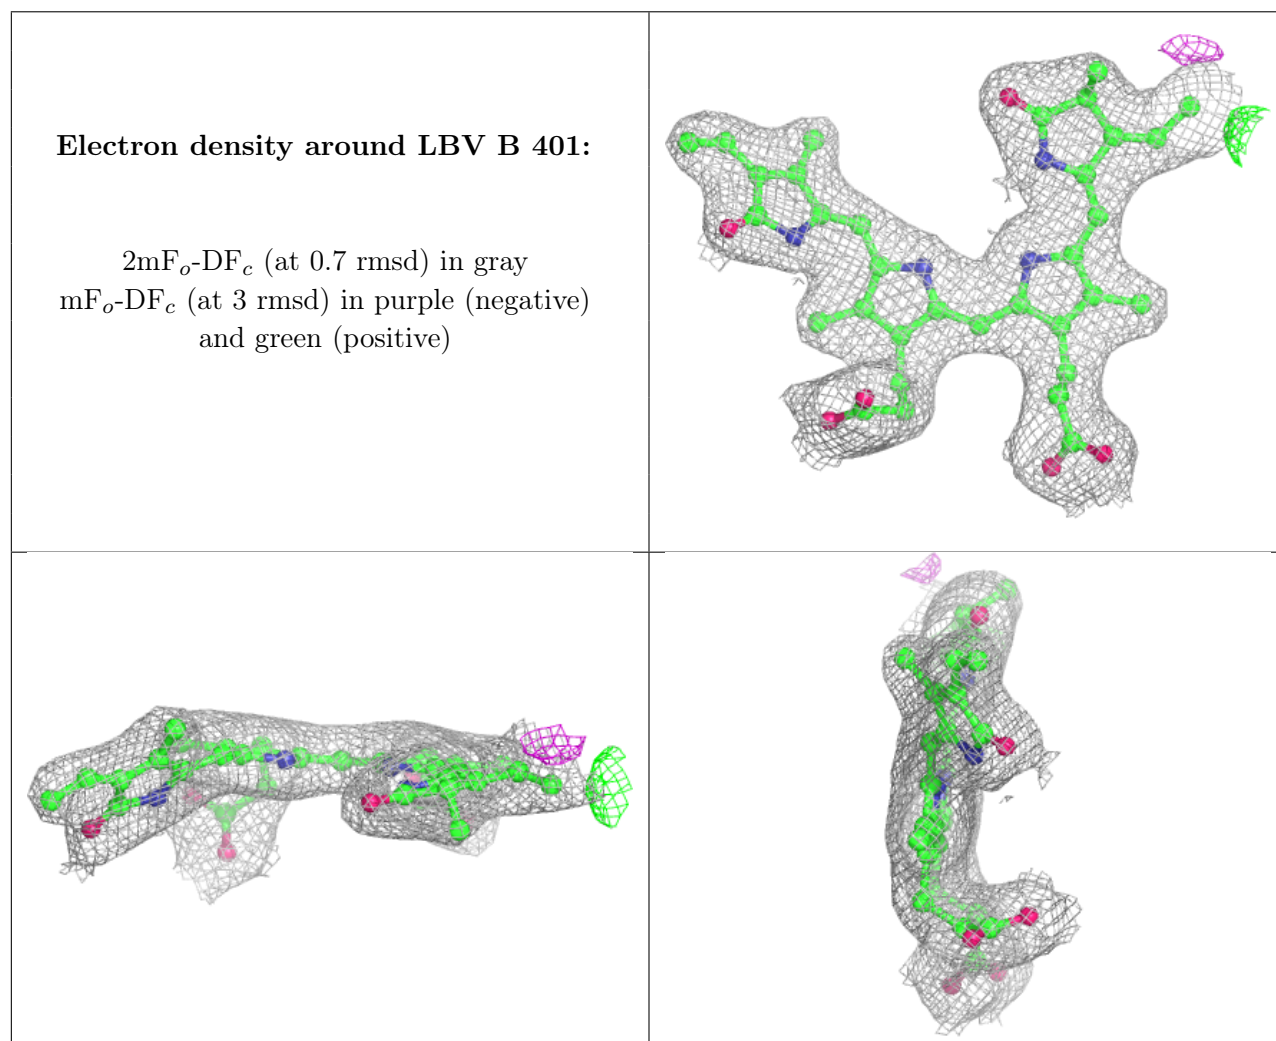 Electron density around LBV B 401:
2mFo-DFc (at 0.7 rmsd) in gray
mFo-DFc (at 3 rmsd) in purple (negative)
and green (positive)